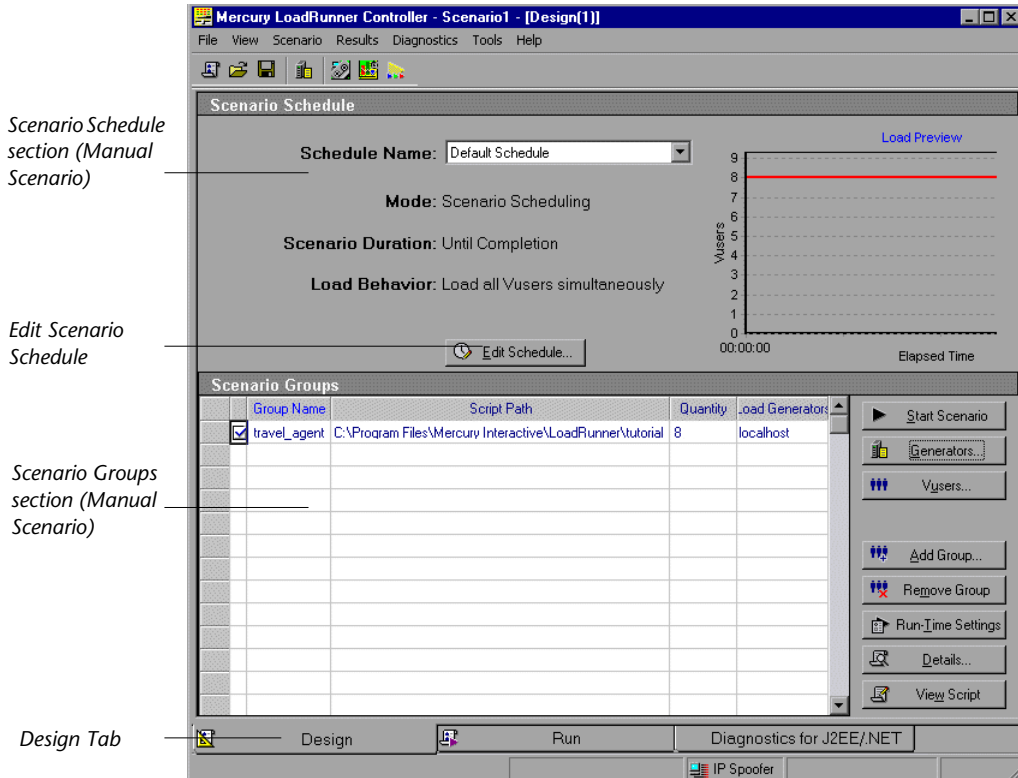 Mercury LoadRunner Controller - Scenario1 - [Design(1)]
File View Scenario Results Diagnostics Tools Help
Scenario Schedule
Scenario Schedule
section (Manual
Scenario)
Schedule Name: Default Schedule
Mode: Scenario Scheduling
Scenario Duration: Until Completion
Load Behavior: Load all Vusers simultaneously
Load Preview
9
8
7
6
5
4
3
2
1
0
Vusers
00:00:00
Elapsed Time
Edit Scenario
Schedule
Edit Schedule...
Scenario Groups
Group Name Script Path Quantity Load Generators
travel_agent C:\Program Files\Mercury Interactive\LoadRunner\tutorial 8 localhost
Scenario Groups
section (Manual
Scenario)
Start Scenario
Generators...
Vusers...
Add Group...
Remove Group
Run-Time Settings
Details...
View Script
Design Tab
Design Run Diagnostics for J2EE/.NET
IP Spoofer